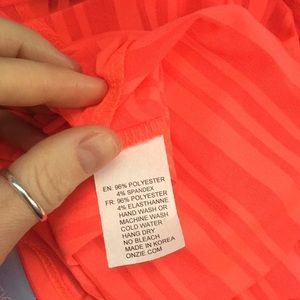 EN: 96% POLYESTER
4% SPANDEX
FR: 96% POLYESTER
4% ELASTHANNE
HAND WASH OR
MACHINE WASH
COLD WATER
HANG DRY
NO BLEACH
MADE IN KOREA
ONZIE.COM